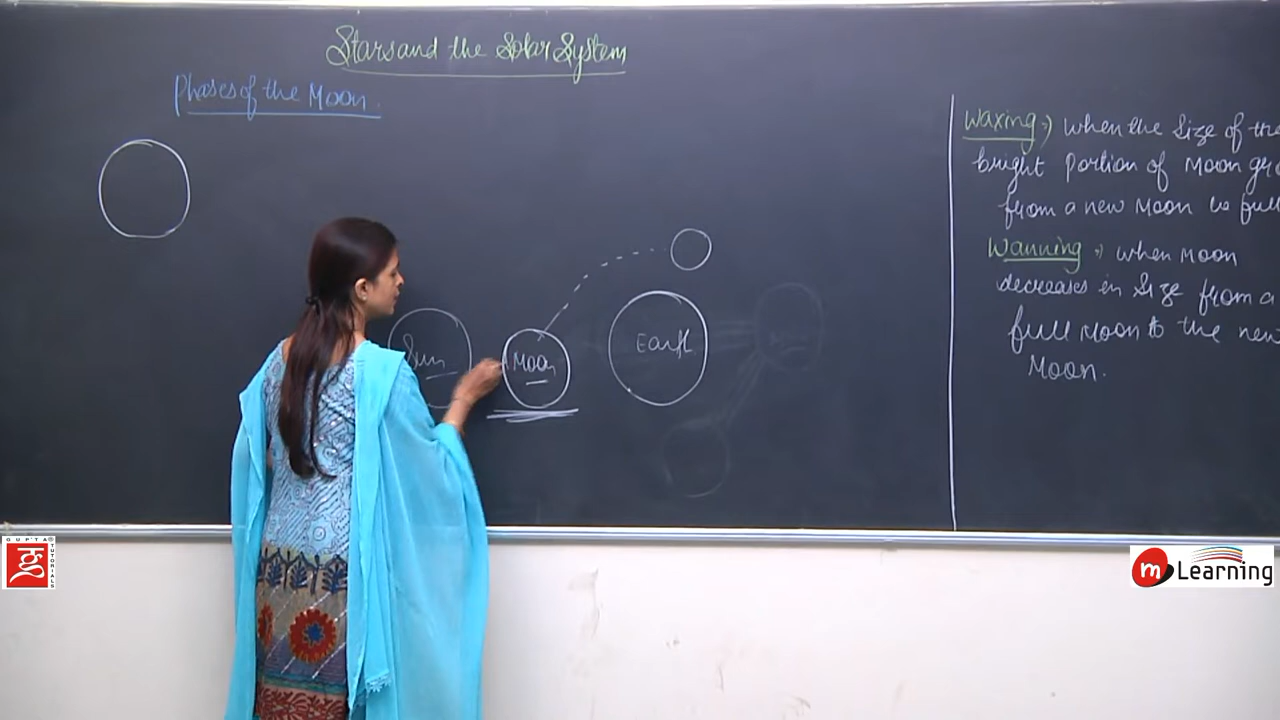 Stars and the Solar System
Phases of the Moon.
Sun
Moon
Earth
Waxing :) when the Size of the
bright Portion of Moon gro
from a new Moon to full
Wanning :) when Moon
decreases in Size from a
full Moon to the new
Moon.
GUPTA TUTORIALS
m Learning